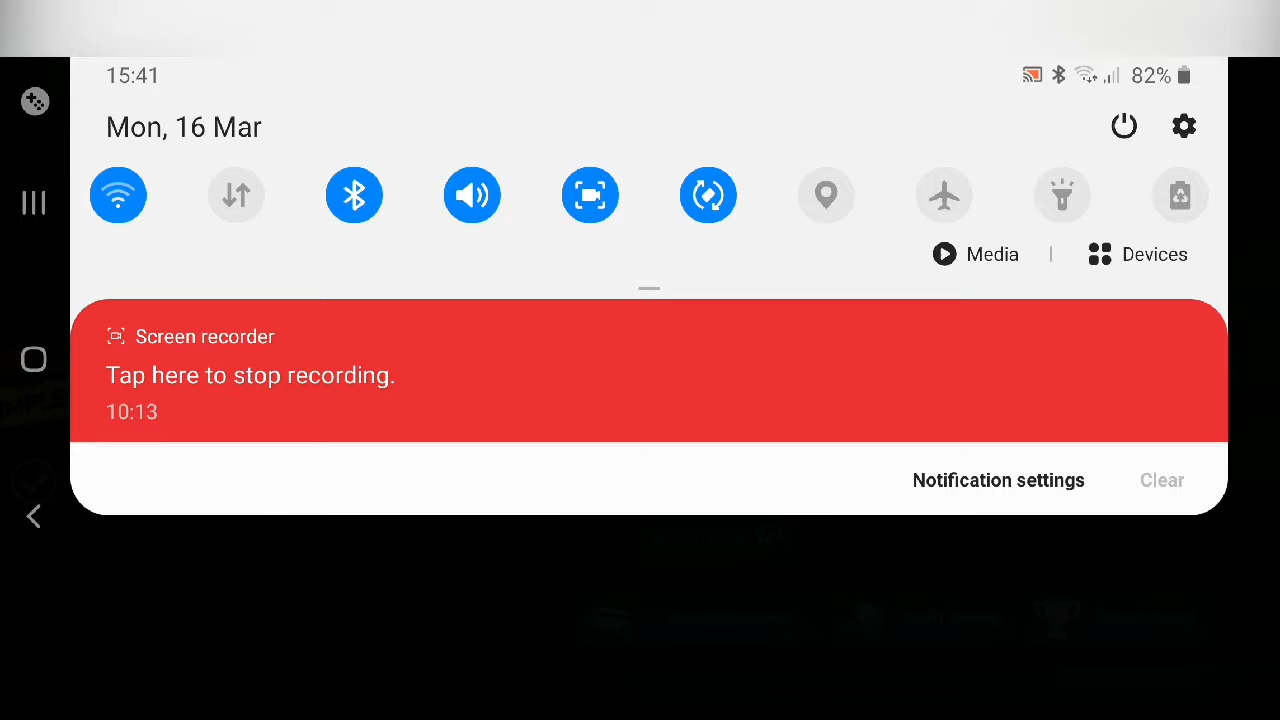 15:41
82%
Mon, 16 Mar
Media | Devices
Screen recorder
Tap here to stop recording.
10:13
Notification settings
Clear